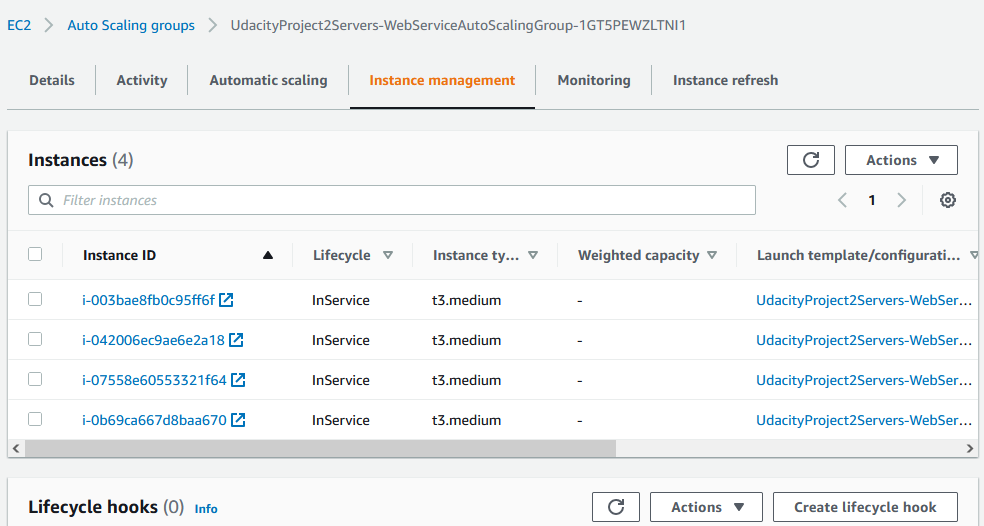 EC2 > Auto Scaling groups > UdacityProject2Servers-WebServiceAutoScalingGroup-1GT5PEWZLTNI1
Details Activity Automatic scaling Instance management Monitoring Instance refresh
Instances (4) Actions
Filter instances 1
Instance ID Lifecycle Instance ty... Weighted capacity Launch template/configurati...
i-003bae8fb0c95ff6f InService t3.medium - UdacityProject2Servers-WebSer...
i-042006ec9ae6e2a18 InService t3.medium - UdacityProject2Servers-WebSer...
i-07558e60553321f64 InService t3.medium - UdacityProject2Servers-WebSer...
i-0b69ca667d8baa670 InService t3.medium - UdacityProject2Servers-WebSer...
Lifecycle hooks (0) Info Actions Create lifecycle hook